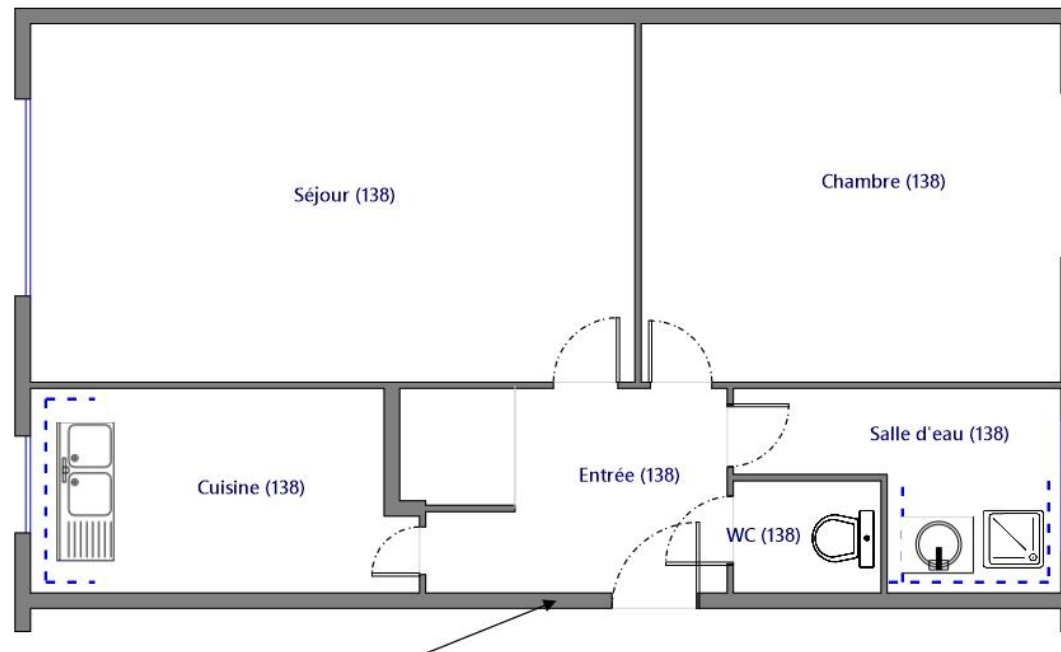 Séjour (138)
Chambre (138)
Salle d'eau (138)
Entrée (138)
Cuisine (138)
WC (138)